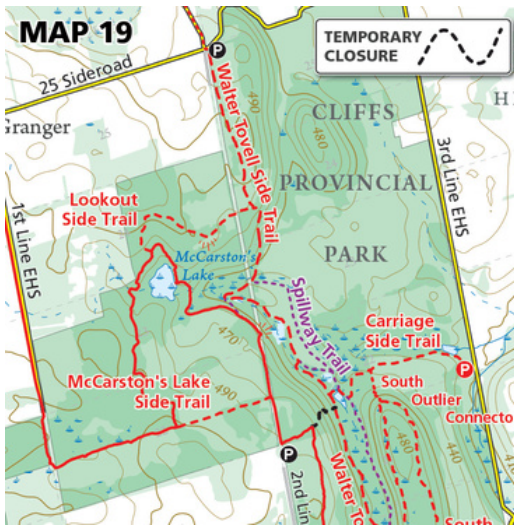 MAP 19
TEMPORARY
CLOSURE
P
25 Sideroad
Granger
Walter Tovell Side Trail
490
480
CLIFFS
PROVINCIAL
PARK
3rd Line EHS
1st Line EHS
Lookout
Side Trail
McCarston's
Lake
Spillway Trail
470
Carriage
Side Trail
P
McCarston's Lake
Side Trail
490
South
Outlier
Connecto
P
2nd Lin
Walter To
480
440
South